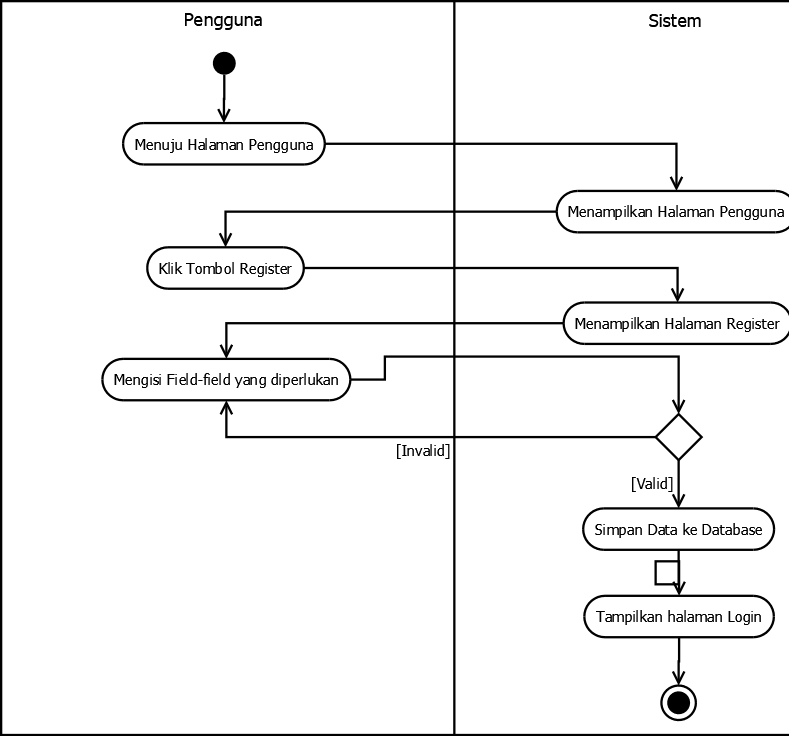 Pengguna
Sistem
Menuju Halaman Pengguna
Menampilkan Halaman Pengguna
Klik Tombol Register
Menampilkan Halaman Register
Mengisi Field-field yang diperlukan
[Invalid]
[Valid]
Simpan Data ke Database
Tampilkan halaman Login